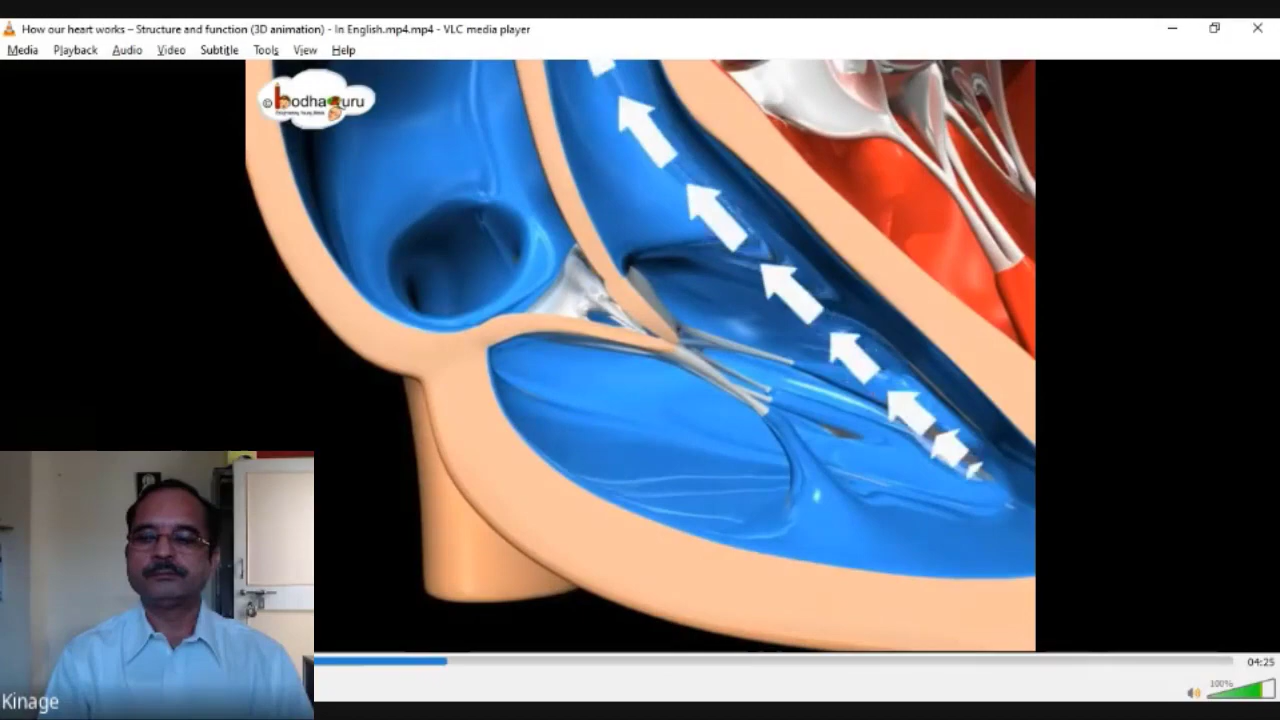 How our heart works – Structure and function (3D animation) - In English.mp4.mp4 - VLC media player
Media Playback Audio Video Subtitle Tools View Help
© bodhaguru
04:25
100%
Kinage